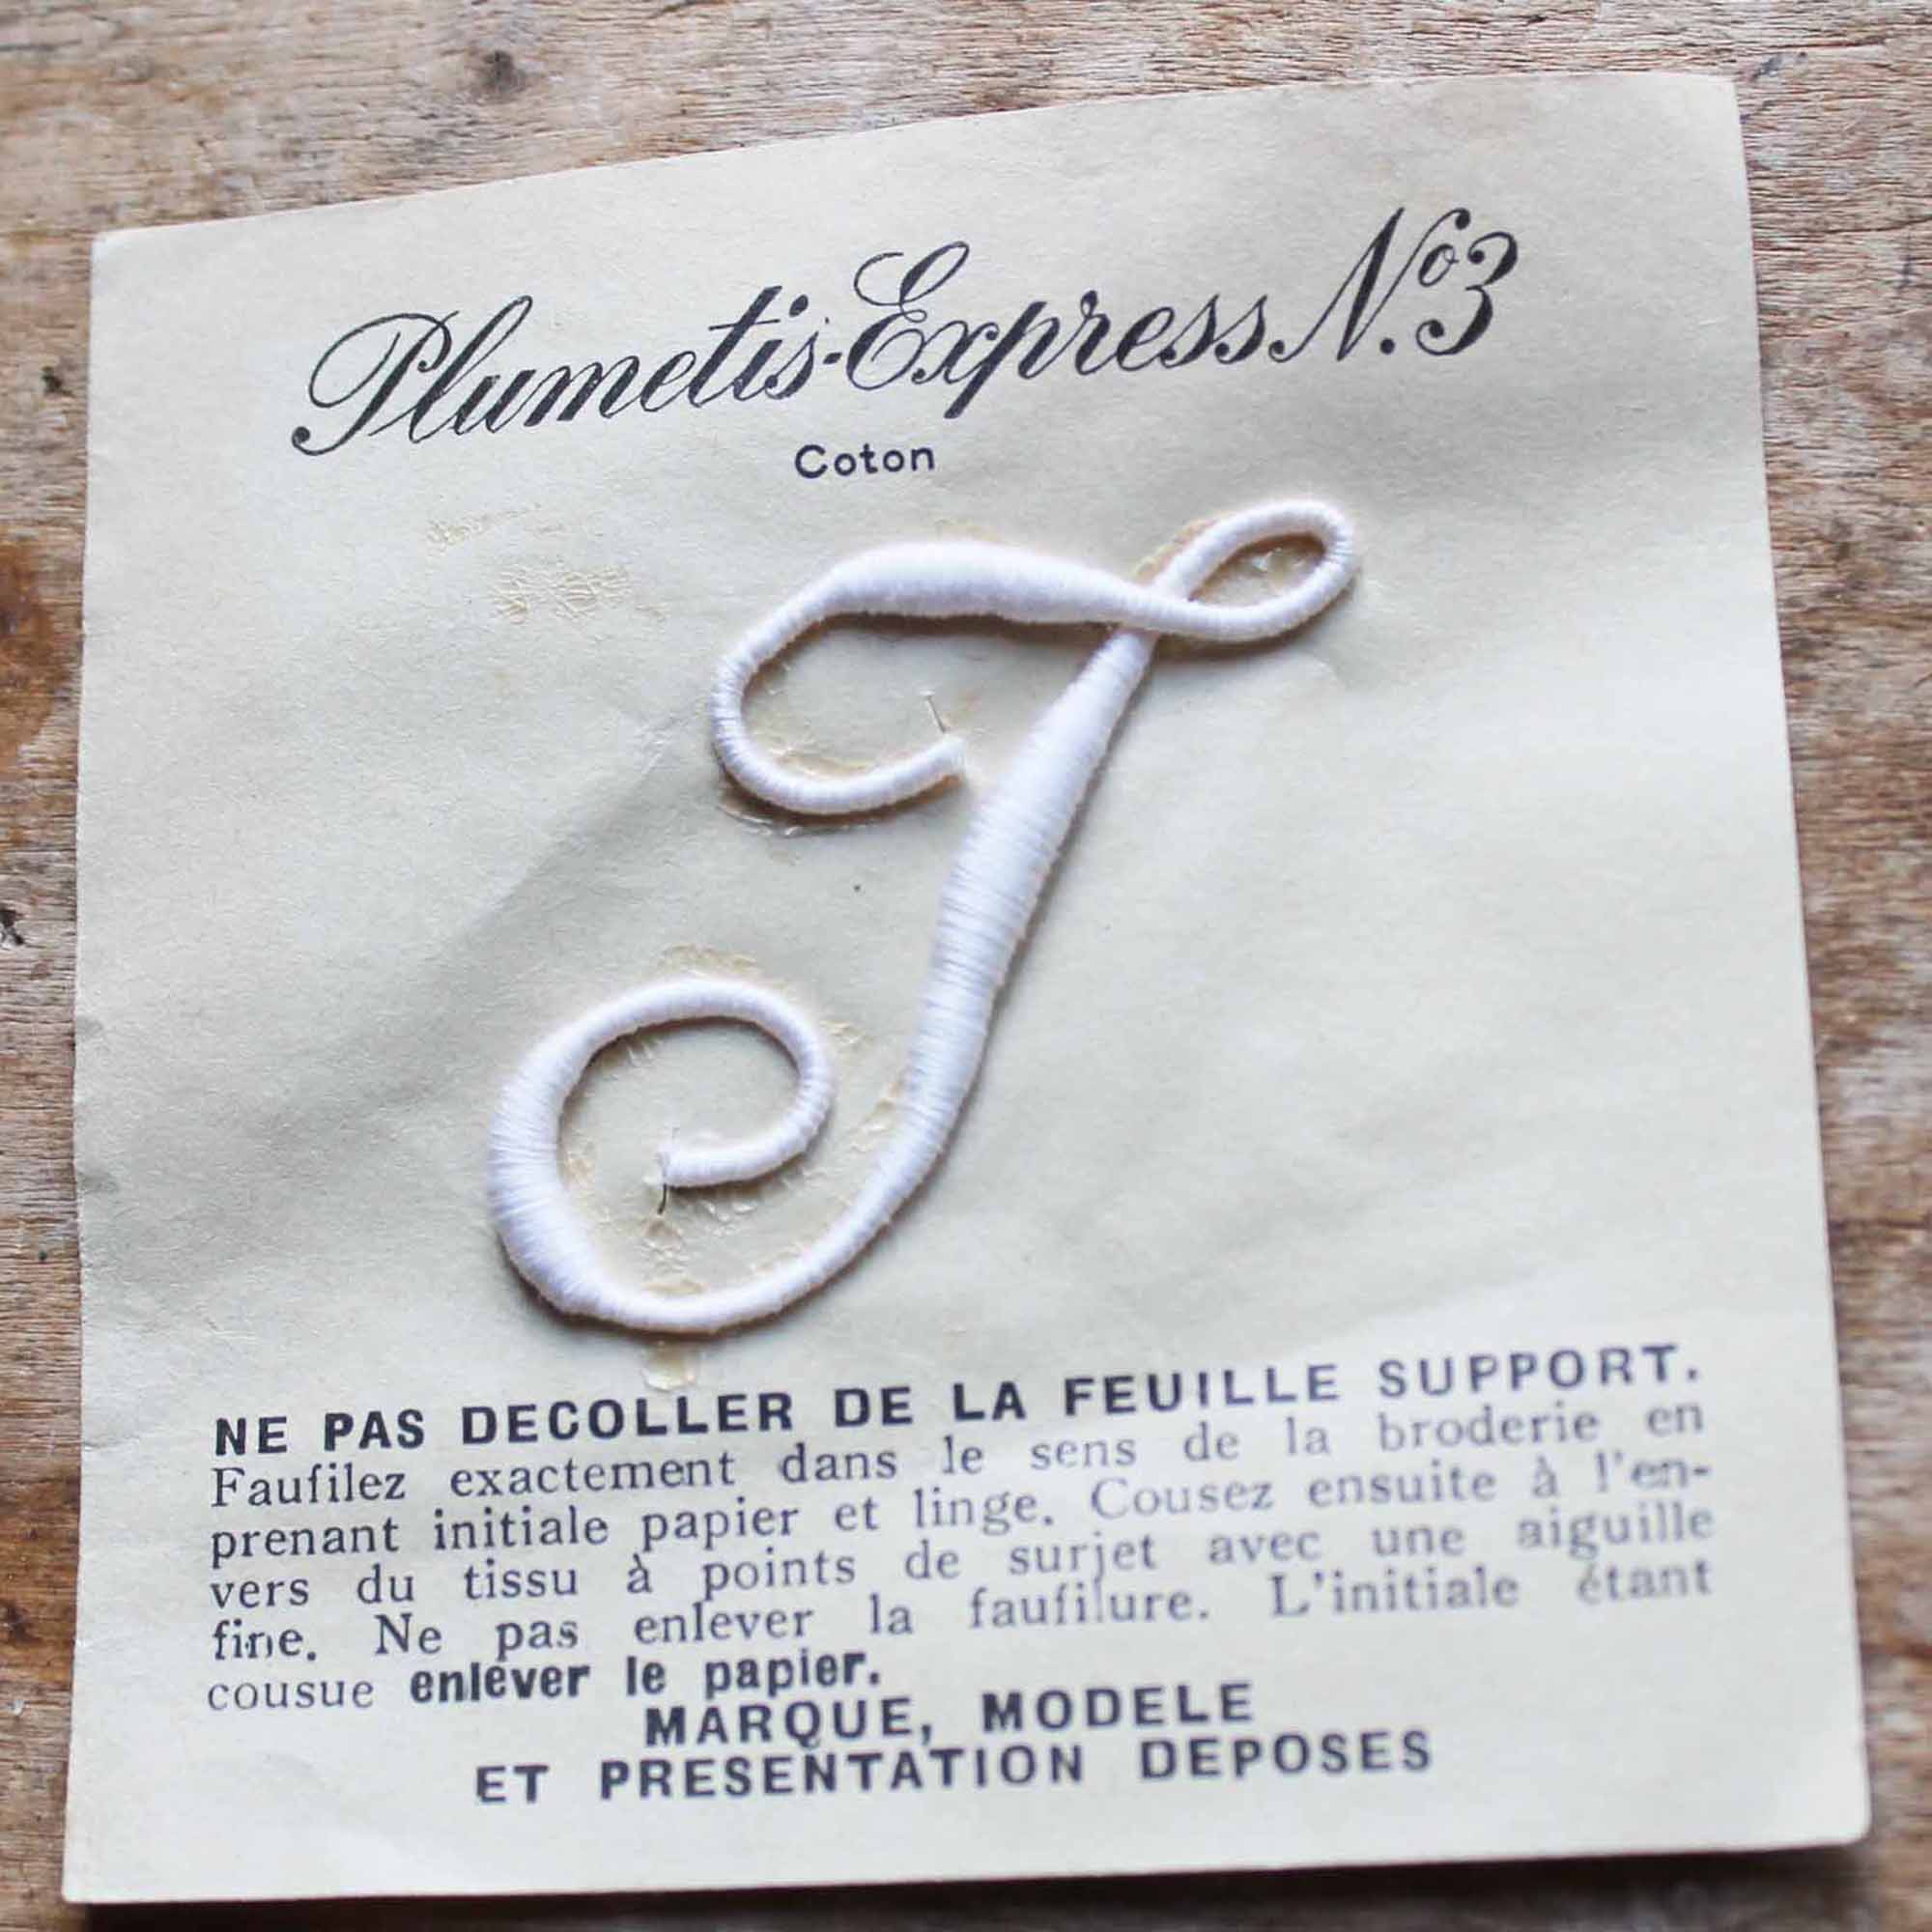 Plumetis-Express Nº.3
Coton
T
NE PAS DECOLLER DE LA FEUILLE SUPPORT.
Faufilez exactement dans le sens de la broderie en
prenant initiale papier et linge. Cousez ensuite à l'en-
vers du tissu à points de surjet avec une aiguille
fine. Ne pas enlever la faufilure. L'initiale étant
cousue enlever le papier.
MARQUE, MODELE
ET PRESENTATION DEPOSES